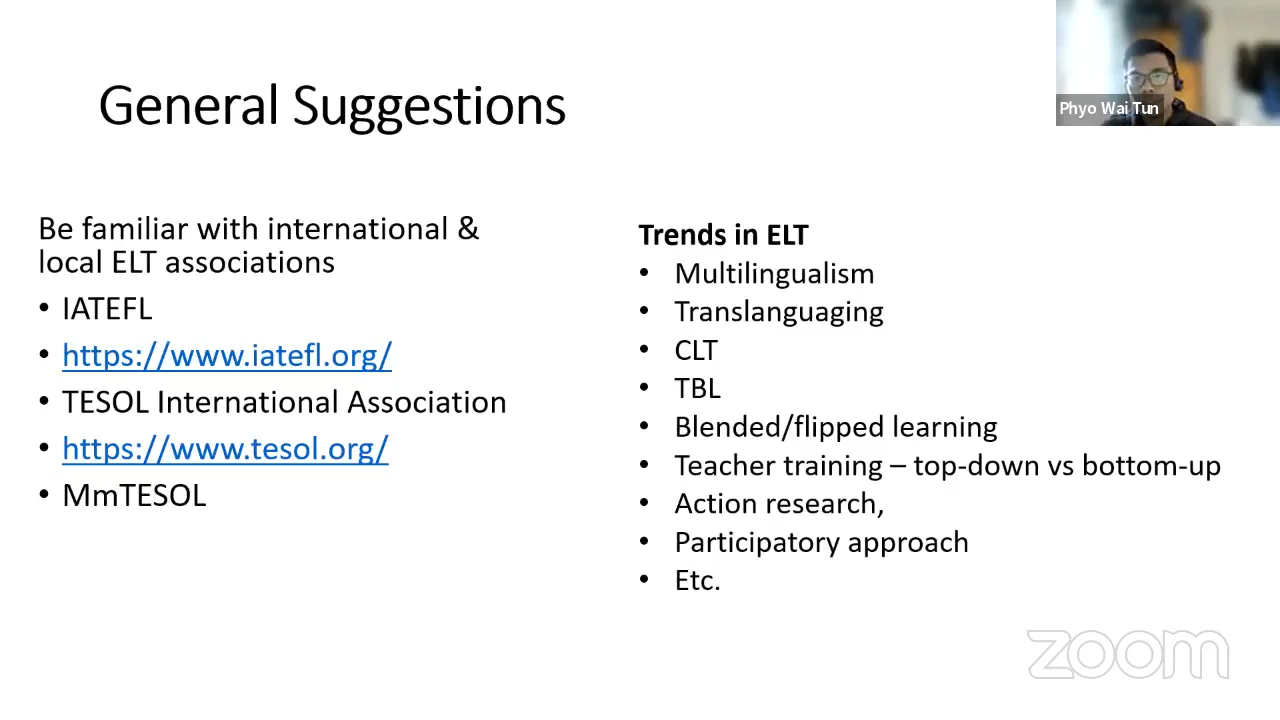 General Suggestions
Phyo Wai Tun
Be familiar with international &
local ELT associations
• IATEFL
• https://www.iatefl.org/
• TESOL International Association
• https://www.tesol.org/
• MmTESOL
Trends in ELT
• Multilingualism
• Translanguaging
• CLT
• TBL
• Blended/flipped learning
• Teacher training – top-down vs bottom-up
• Action research,
• Participatory approach
• Etc.
zoom